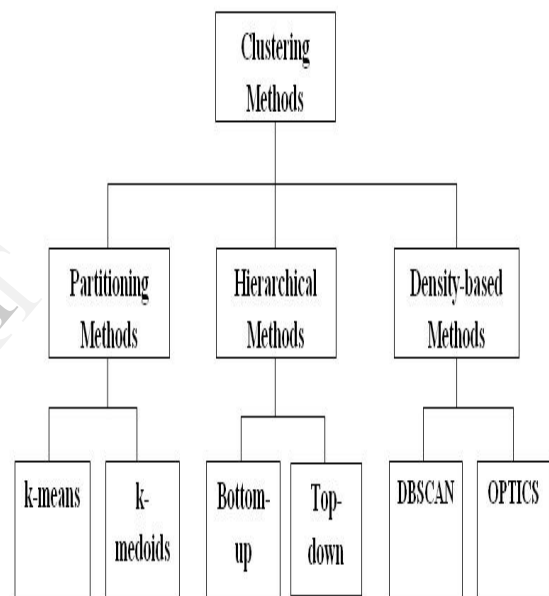 Clustering
Methods
Partitioning
Methods
Hierarchical
Methods
Density-based
Methods
k-means
k-
medoids
Bottom-
up
Top-
down
DBSCAN
OPTICS